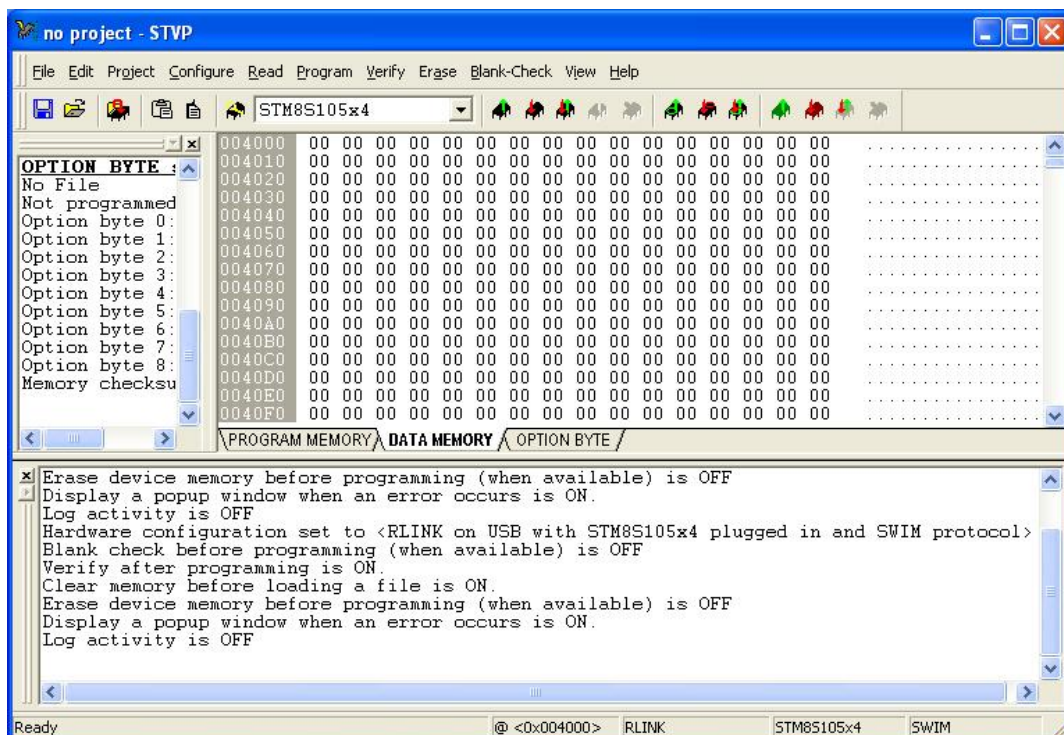 no project - STVP
File Edit Project Configure Read Program Verify Erase Blank-Check View Help
STM8S105x4
OPTION BYTE
No File
Not programmed
Option byte 0:
Option byte 1:
Option byte 2:
Option byte 3:
Option byte 4:
Option byte 5:
Option byte 6:
Option byte 7:
Option byte 8:
Memory checksu
004000 00 00 00 00 00 00 00 00 00 00 00 00 00 00 00 00 ................
004010 00 00 00 00 00 00 00 00 00 00 00 00 00 00 00 00 ................
004020 00 00 00 00 00 00 00 00 00 00 00 00 00 00 00 00 ................
004030 00 00 00 00 00 00 00 00 00 00 00 00 00 00 00 00 ................
004040 00 00 00 00 00 00 00 00 00 00 00 00 00 00 00 00 ................
004050 00 00 00 00 00 00 00 00 00 00 00 00 00 00 00 00 ................
004060 00 00 00 00 00 00 00 00 00 00 00 00 00 00 00 00 ................
004070 00 00 00 00 00 00 00 00 00 00 00 00 00 00 00 00 ................
004080 00 00 00 00 00 00 00 00 00 00 00 00 00 00 00 00 ................
004090 00 00 00 00 00 00 00 00 00 00 00 00 00 00 00 00 ................
0040A0 00 00 00 00 00 00 00 00 00 00 00 00 00 00 00 00 ................
0040B0 00 00 00 00 00 00 00 00 00 00 00 00 00 00 00 00 ................
0040C0 00 00 00 00 00 00 00 00 00 00 00 00 00 00 00 00 ................
0040D0 00 00 00 00 00 00 00 00 00 00 00 00 00 00 00 00 ................
0040E0 00 00 00 00 00 00 00 00 00 00 00 00 00 00 00 00 ................
0040F0 00 00 00 00 00 00 00 00 00 00 00 00 00 00 00 00 ................
PROGRAM MEMORY DATA MEMORY OPTION BYTE
Erase device memory before programming (when available) is OFF
Display a popup window when an error occurs is ON.
Log activity is OFF
Hardware configuration set to <RLINK on USB with STM8S105x4 plugged in and SWIM protocol>
Blank check before programming (when available) is OFF
Verify after programming is ON.
Clear memory before loading a file is ON.
Erase device memory before programming (when available) is OFF
Display a popup window when an error occurs is ON.
Log activity is OFF
Ready @ <0x004000> RLINK STM8S105x4 SWIM